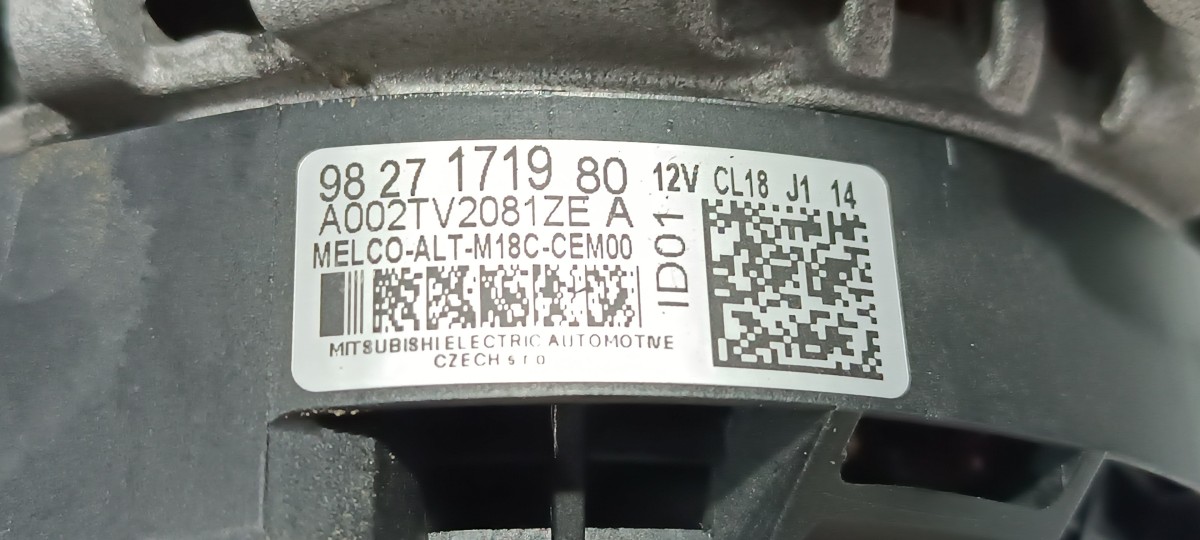 98 27 1719 80 12V CL18 J1 14
A002TV2081ZE A
MELCO-ALT-M18C-CEM00
ID01
MITSUBISHI ELECTRIC AUTOMOTIVE
CZECH s r o